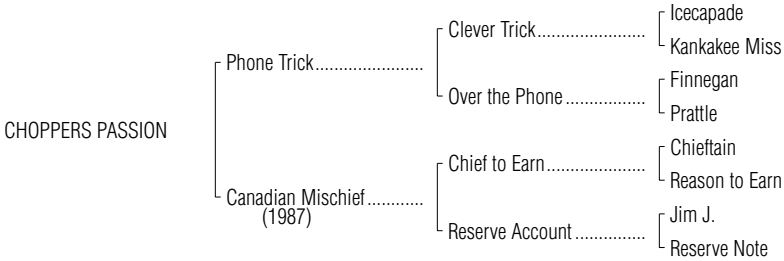 Icecapade
Clever Trick.......................
Kankakee Miss
Phone Trick.......................
Finnegan
Over the Phone.................
Prattle
CHOPPERS PASSION
Chieftain
Chief to Earn.....................
Reason to Earn
Canadian Mischief............
(1987)
Jim J.
Reserve Account...............
Reserve Note